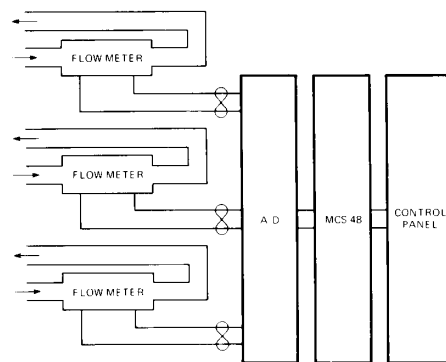 FLOW METER
FLOW METER
FLOW METER
A D
MCS 48
CONTROL
PANEL